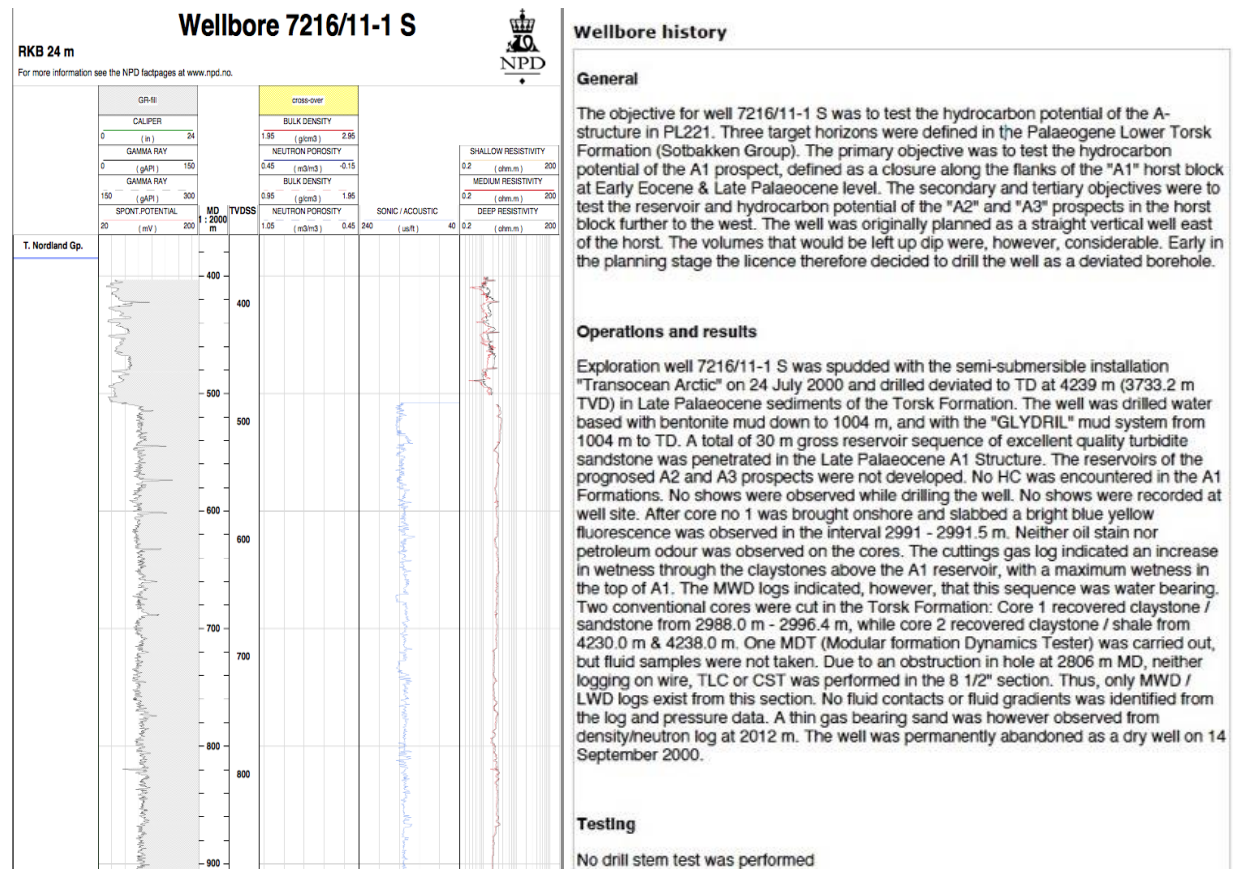 Wellbore 7216/11-1 S
RKB 24 m
For more information see the NPD factpages at www.npd.no.
NPD
GR-fill
CALIPER
0 ( in ) 24
GAMMA RAY
0 ( gAPI ) 150
GAMMA RAY
150 ( gAPI ) 300
SPONT.POTENTIAL
20 ( mV ) 200
MD
1 : 2000
m
TVDSS
cross-over
BULK DENSITY
1.95 ( g/cm3 ) 2.95
NEUTRON POROSITY
0.45 ( m3/m3 ) -0.15
BULK DENSITY
0.95 ( g/cm3 ) 1.95
NEUTRON POROSITY
1.05 ( m3/m3 ) 0.45
SONIC / ACOUSTIC
240 ( us/ft ) 40
SHALLOW RESISTIVITY
0.2 ( ohm.m ) 200
MEDIUM RESISTIVITY
0.2 ( ohm.m ) 200
DEEP RESISTIVITY
0.2 ( ohm.m ) 200
T. Nordland Gp.
400
400
500
500
600
600
700
700
800
800
900
Wellbore history
General
The objective for well 7216/11-1 S was to test the hydrocarbon potential of the A-
structure in PL221. Three target horizons were defined in the Palaeogene Lower Torsk
Formation (Sotbakken Group). The primary objective was to test the hydrocarbon
potential of the A1 prospect, defined as a closure along the flanks of the "A1" horst block
at Early Eocene & Late Palaeocene level. The secondary and tertiary objectives were to
test the reservoir and hydrocarbon potential of the "A2" and "A3" prospects in the horst
block further to the west. The well was originally planned as a straight vertical well east
of the horst. The volumes that would be left up dip were, however, considerable. Early in
the planning stage the licence therefore decided to drill the well as a deviated borehole.
Operations and results
Exploration well 7216/11-1 S was spudded with the semi-submersible installation
"Transocean Arctic" on 24 July 2000 and drilled deviated to TD at 4239 m (3733.2 m
TVD) in Late Palaeocene sediments of the Torsk Formation. The well was drilled water
based with bentonite mud down to 1004 m, and with the "GLYDRIL" mud system from
1004 m to TD. A total of 30 m gross reservoir sequence of excellent quality turbidite
sandstone was penetrated in the Late Palaeocene A1 Structure. The reservoirs of the
prognosed A2 and A3 prospects were not developed. No HC was encountered in the A1
Formations. No shows were observed while drilling the well. No shows were recorded at
well site. After core no 1 was brought onshore and slabbed a bright blue yellow
fluorescence was observed in the interval 2991 - 2991.5 m. Neither oil stain nor
petroleum odour was observed on the cores. The cuttings gas log indicated an increase
in wetness through the claystones above the A1 reservoir, with a maximum wetness in
the top of A1. The MWD logs indicated, however, that this sequence was water bearing.
Two conventional cores were cut in the Torsk Formation: Core 1 recovered claystone /
sandstone from 2988.0 m - 2996.4 m, while core 2 recovered claystone / shale from
4230.0 m & 4238.0 m. One MDT (Modular formation Dynamics Tester) was carried out,
but fluid samples were not taken. Due to an obstruction in hole at 2806 m MD, neither
logging on wire, TLC or CST was performed in the 8 1/2" section. Thus, only MWD /
LWD logs exist from this section. No fluid contacts or fluid gradients was identified from
the log and pressure data. A thin gas bearing sand was however observed from
density/neutron log at 2012 m. The well was permanently abandoned as a dry well on 14
September 2000.
Testing
No drill stem test was performed